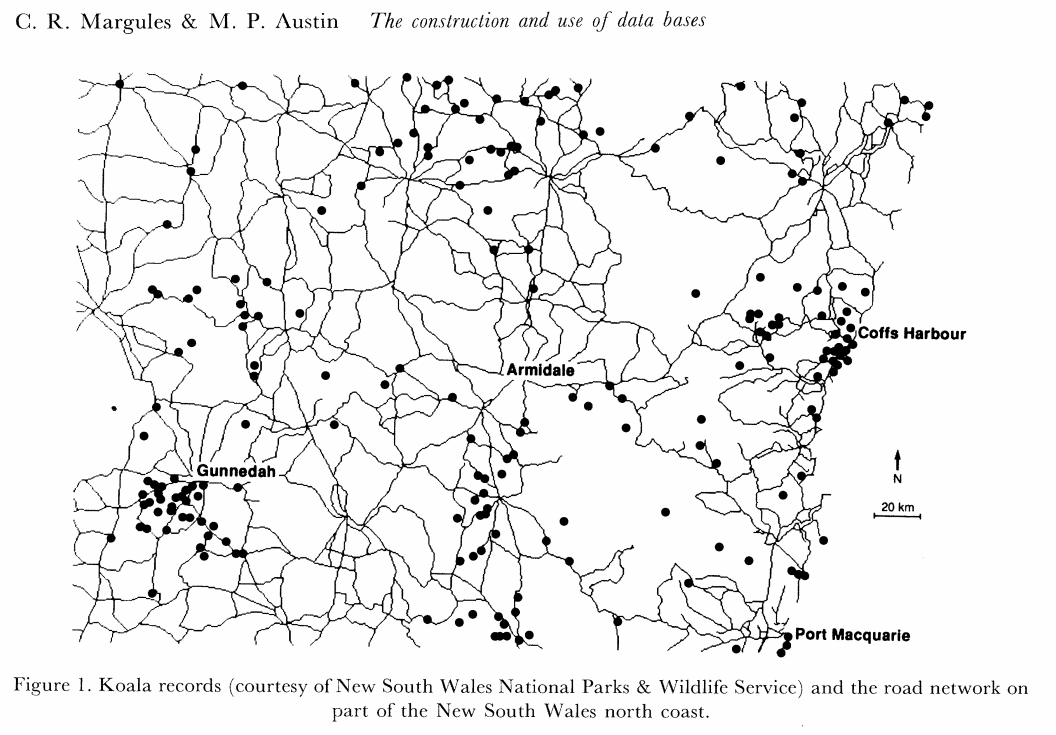 C. R. Margules & M. P. Austin The construction and use of data bases
Coffs Harbour
Armidale
Gunnedah
N
20 km
Port Macquarie
Figure 1. Koala records (courtesy of New South Wales National Parks & Wildlife Service) and the road network on
part of the New South Wales north coast.